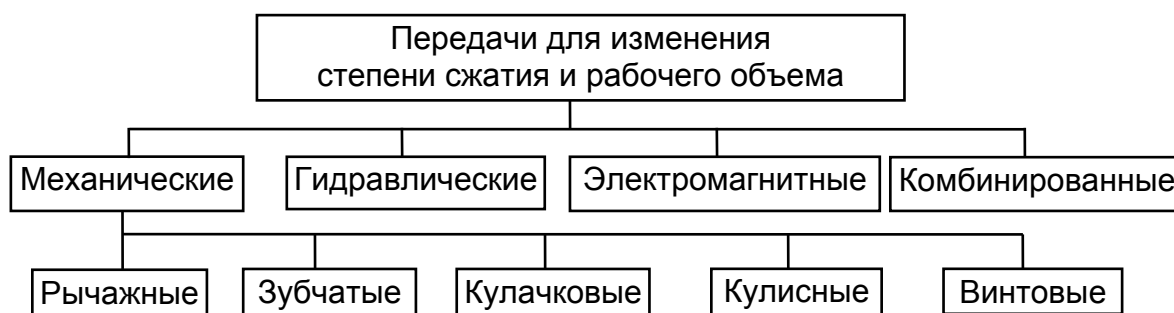 Передачи для изменения
степени сжатия и рабочего объема
Механические
Гидравлические
Электромагнитные
Комбинированные
Рычажные
Зубчатые
Кулачковые
Кулисные
Винтовые